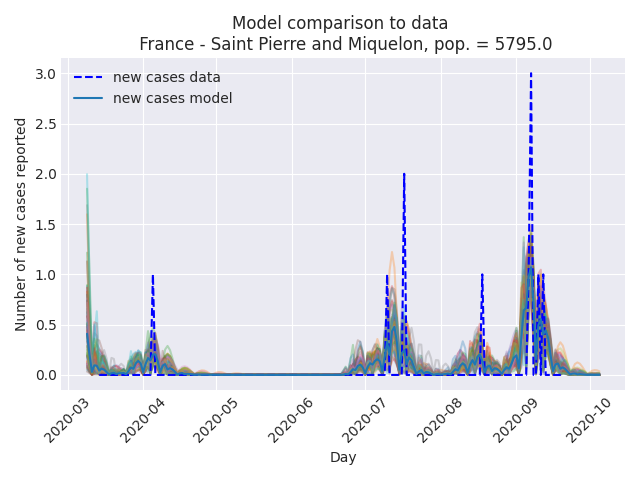 Model comparison to data
France - Saint Pierre and Miquelon, pop. = 5795.0
new cases data
new cases model
Number of new cases reported
3.0
2.5
2.0
1.5
1.0
0.5
0.0
2020-03
2020-04
2020-05
2020-06
2020-07
2020-08
2020-09
2020-10
Day